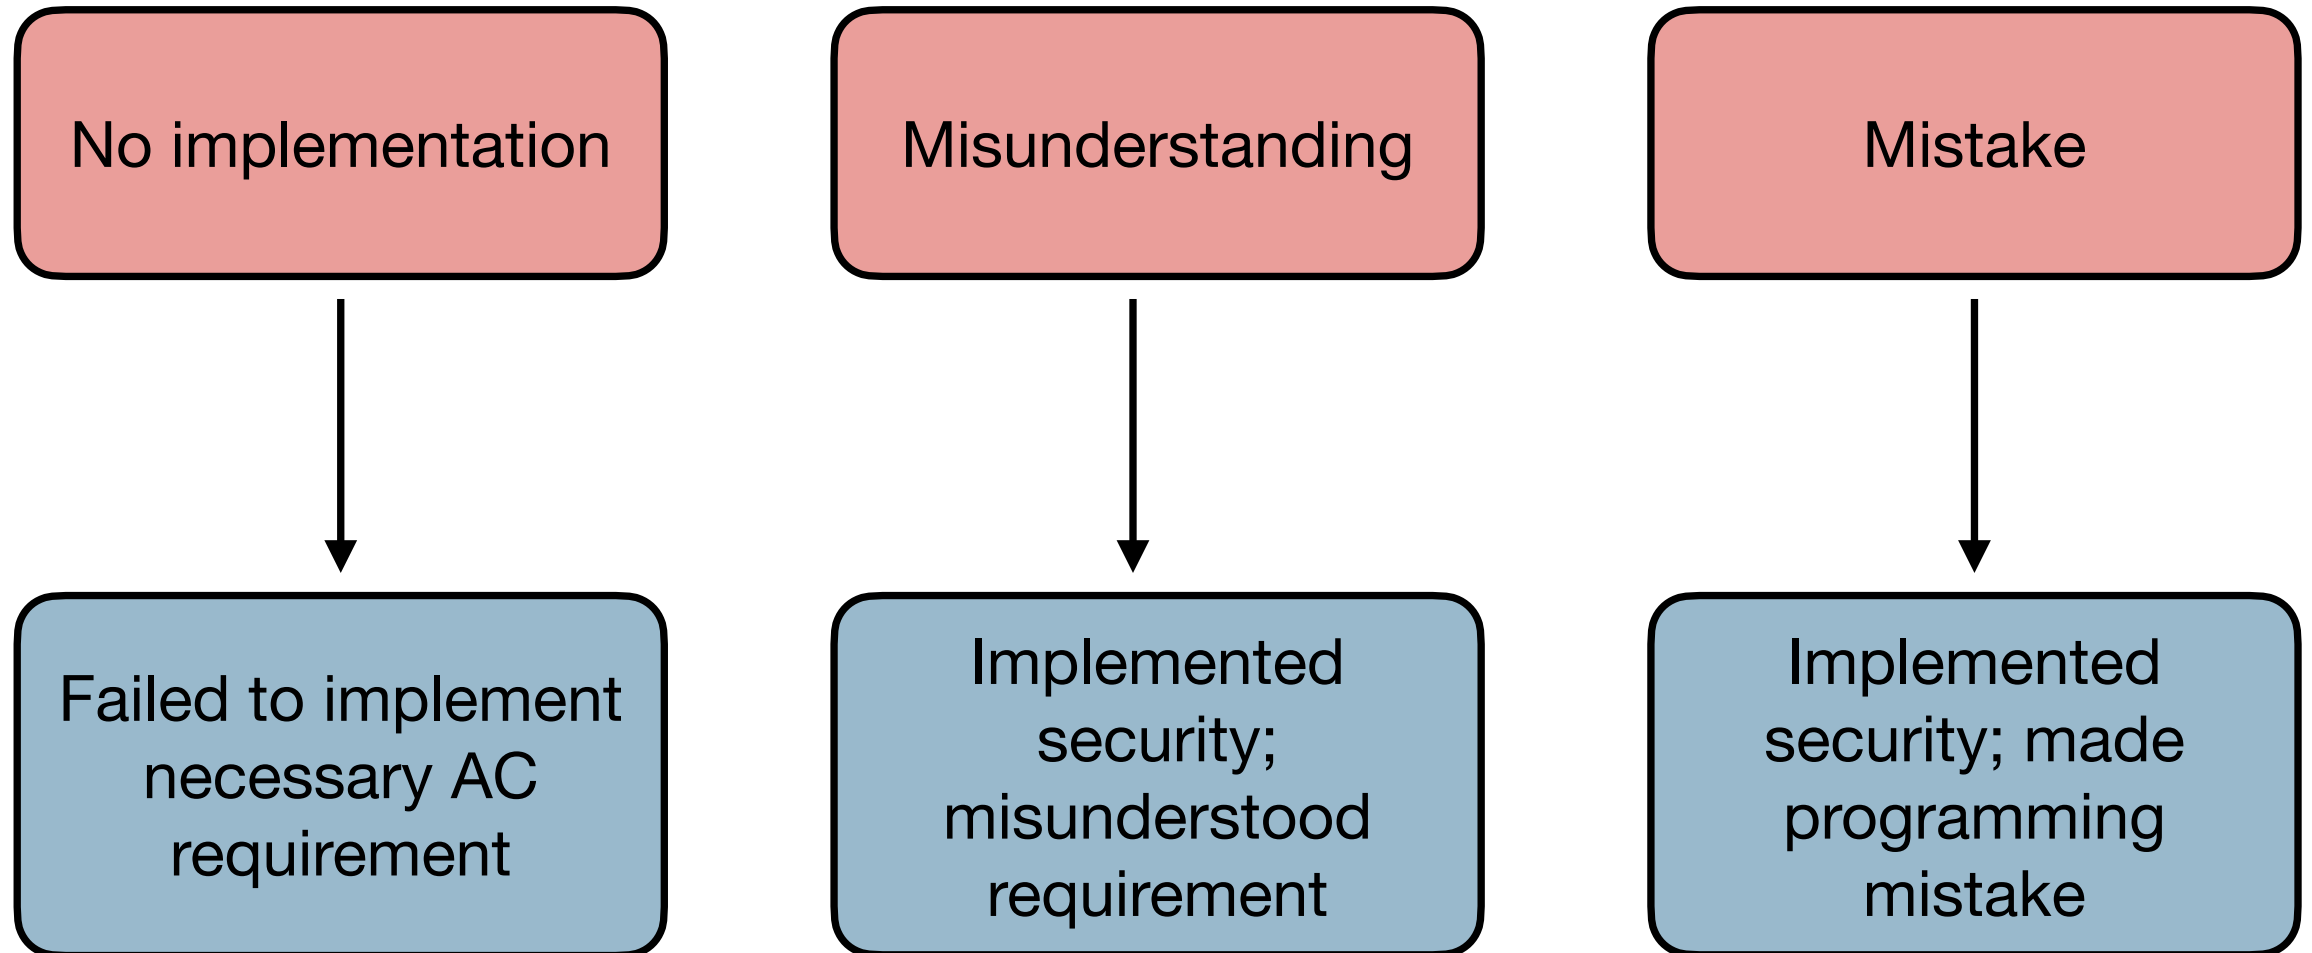 No implementation
Misunderstanding
Mistake
Failed to implement
necessary AC
requirement
Implemented
security;
misunderstood
requirement
Implemented
security; made
programming
mistake